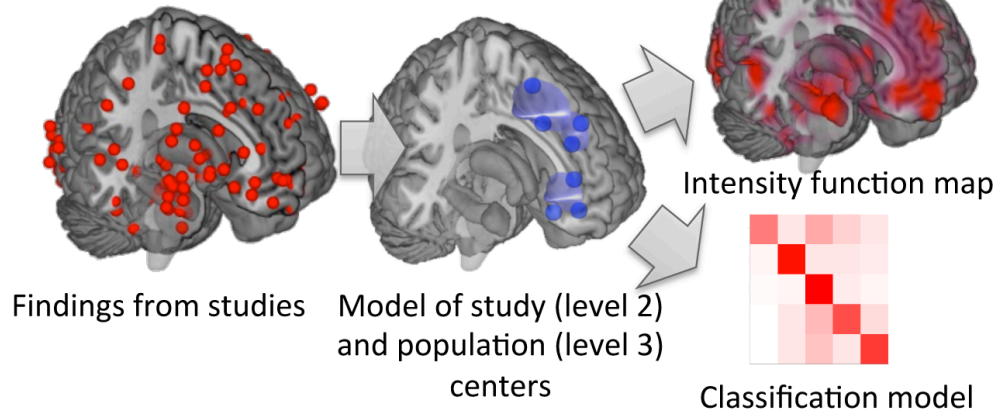 Intensity function map
Findings from studies
Model of study (level 2)
and population (level 3)
centers
Classification model